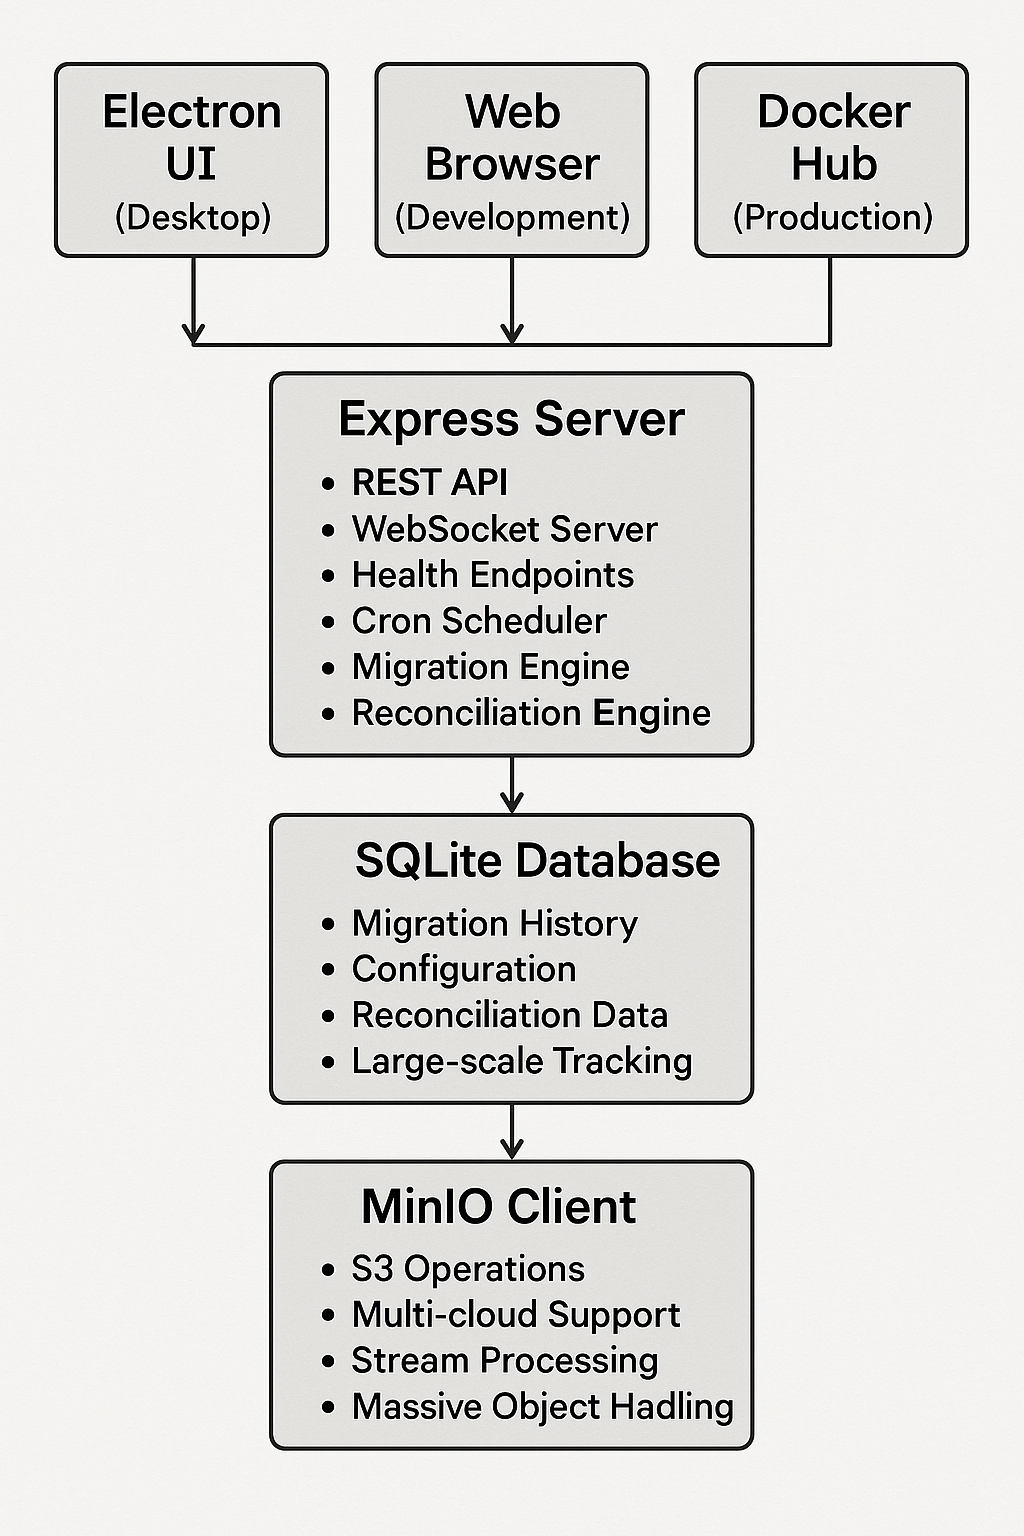 Electron
UI
(Desktop)
Web
Browser
(Development)
Docker
Hub
(Production)
Express Server
• REST API
• WebSocket Server
• Health Endpoints
• Cron Scheduler
• Migration Engine
• Reconciliation Engine
SQLite Database
• Migration History
• Configuration
• Reconciliation Data
• Large-scale Tracking
MinIO Client
• S3 Operations
• Multi-cloud Support
• Stream Processing
• Massive Object Hadling